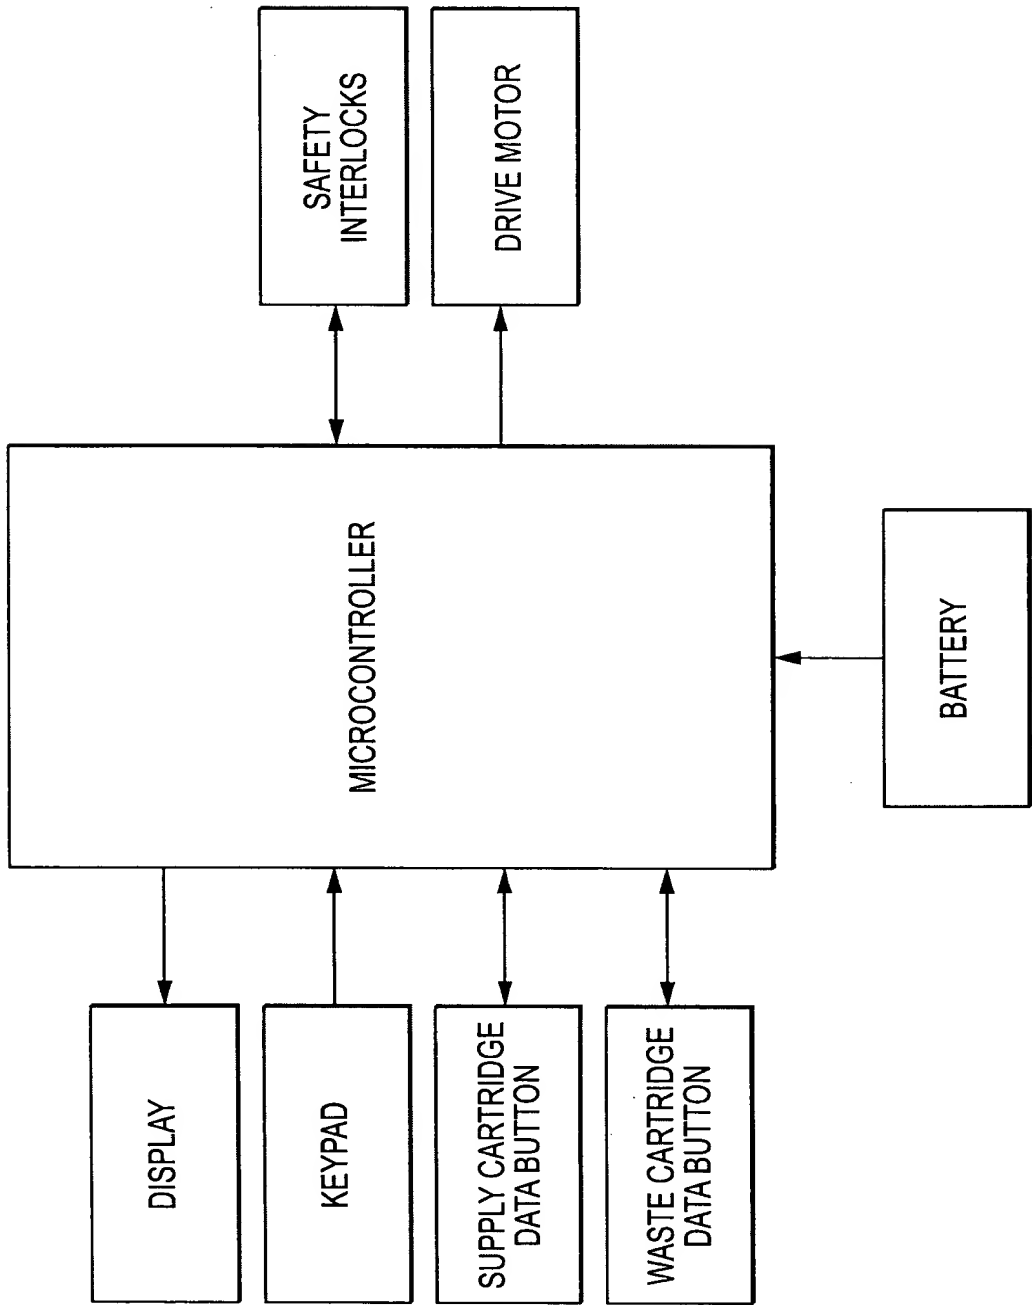 DISPLAY
KEYPAD
SUPPLY CARTRIDGE
DATA BUTTON
WASTE CARTRIDGE
DATA BUTTON
MICROCONTROLLER
BATTERY
SAFETY
INTERLOCKS
DRIVE MOTOR